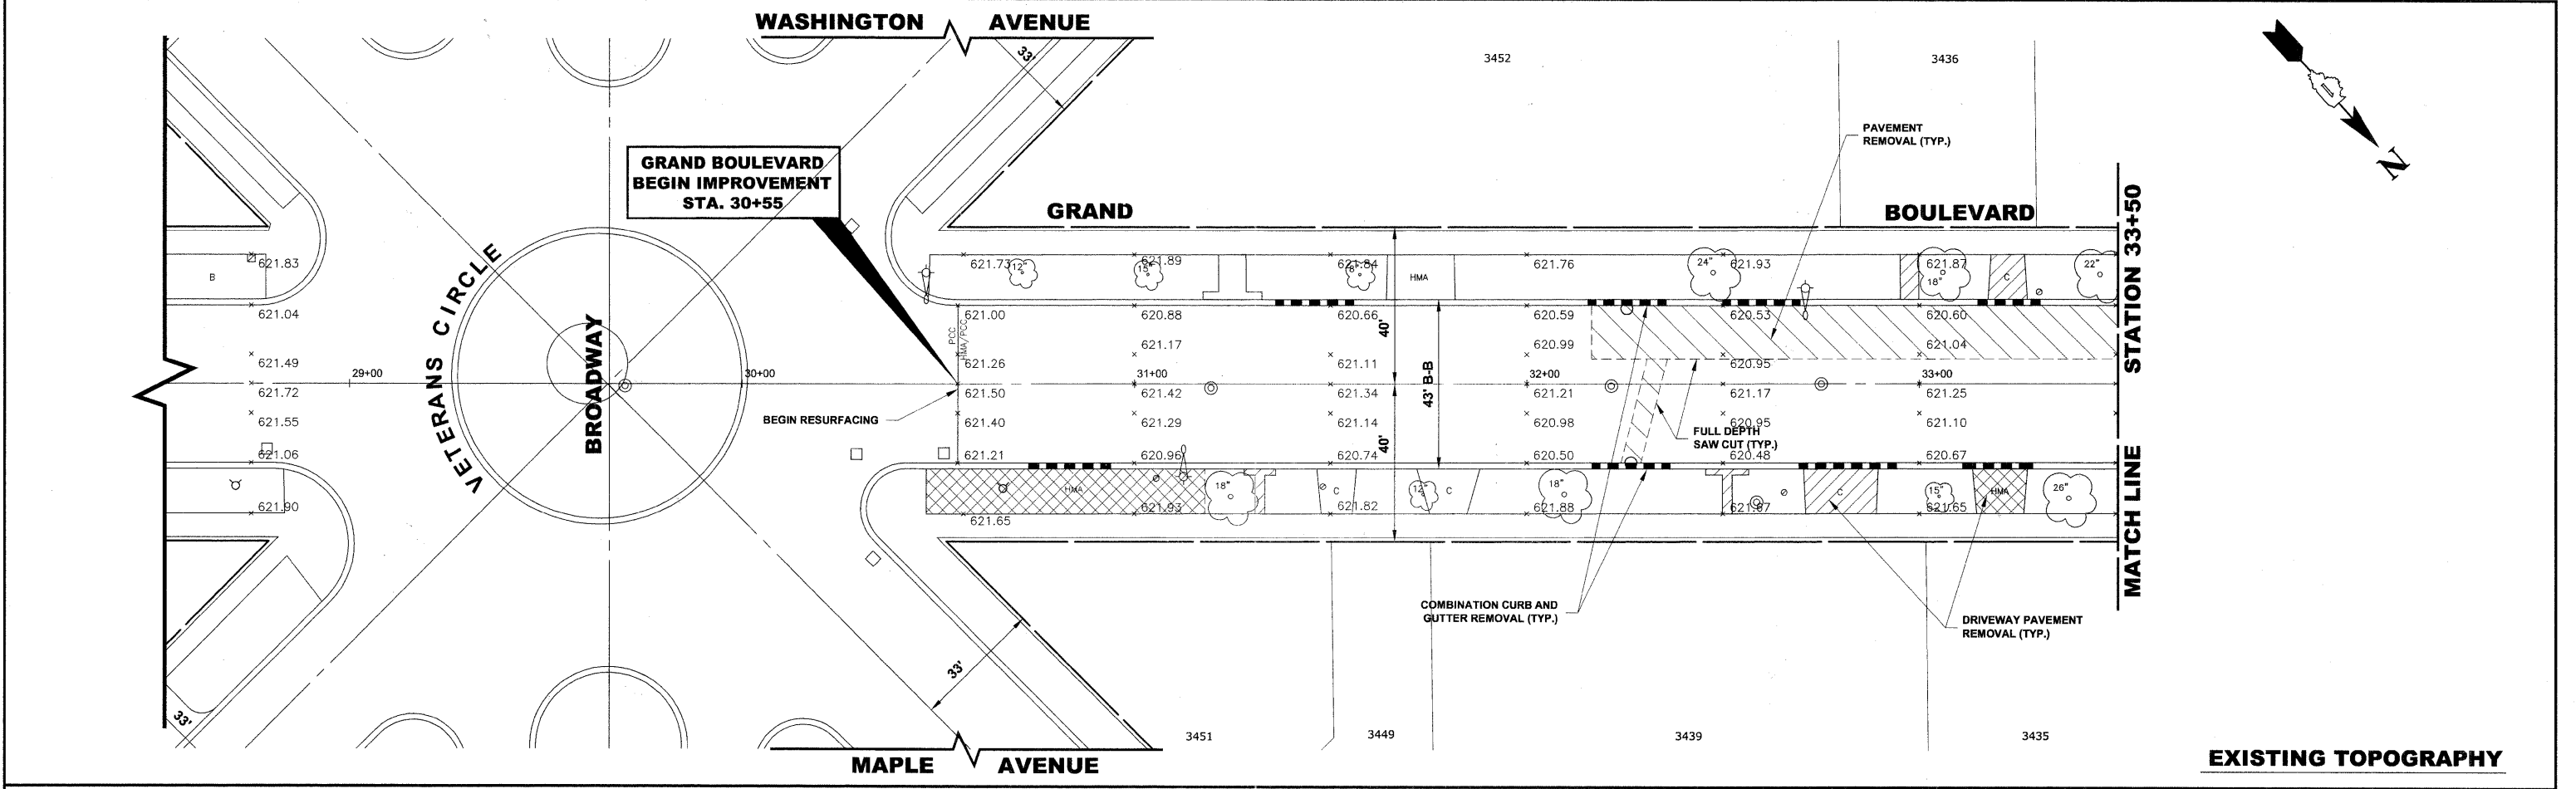 WASHINGTON AVENUE
33'
3452
3436
N
PAVEMENT
REMOVAL (TYP.)
GRAND BOULEVARD
BEGIN IMPROVEMENT
STA. 30+55
GRAND BOULEVARD
STATION 33+50
MATCH LINE
VETERANS CIRCLE
BROADWAY
B
621.83
621.04
621.49
621.72
621.55
621.06
621.90
29+00
30+00
31+00
32+00
33+00
PCC
HMA/PCC
621.73
12"
621.89
15"
621.84
HMA
621.76
24"
621.93
621.87
18"
C
22"
621.00
620.88
620.66
620.59
620.53
620.60
621.26
621.17
621.11
620.99
620.95
621.04
621.50
621.42
621.34
621.21
621.17
621.25
621.40
621.29
621.14
620.98
620.95
621.10
621.21
620.96
620.74
620.50
620.48
620.67
40'
40'
43' B-B
BEGIN RESURFACING
FULL DEPTH
SAW CUT (TYP.)
HMA
18"
C
12"
C
18"
C
15"
HMA
26"
621.65
621.93
621.82
621.88
621.67
621.65
COMBINATION CURB AND
GUTTER REMOVAL (TYP.)
DRIVEWAY PAVEMENT
REMOVAL (TYP.)
33'
33'
3451
3449
3439
3435
MAPLE AVENUE
EXISTING TOPOGRAPHY